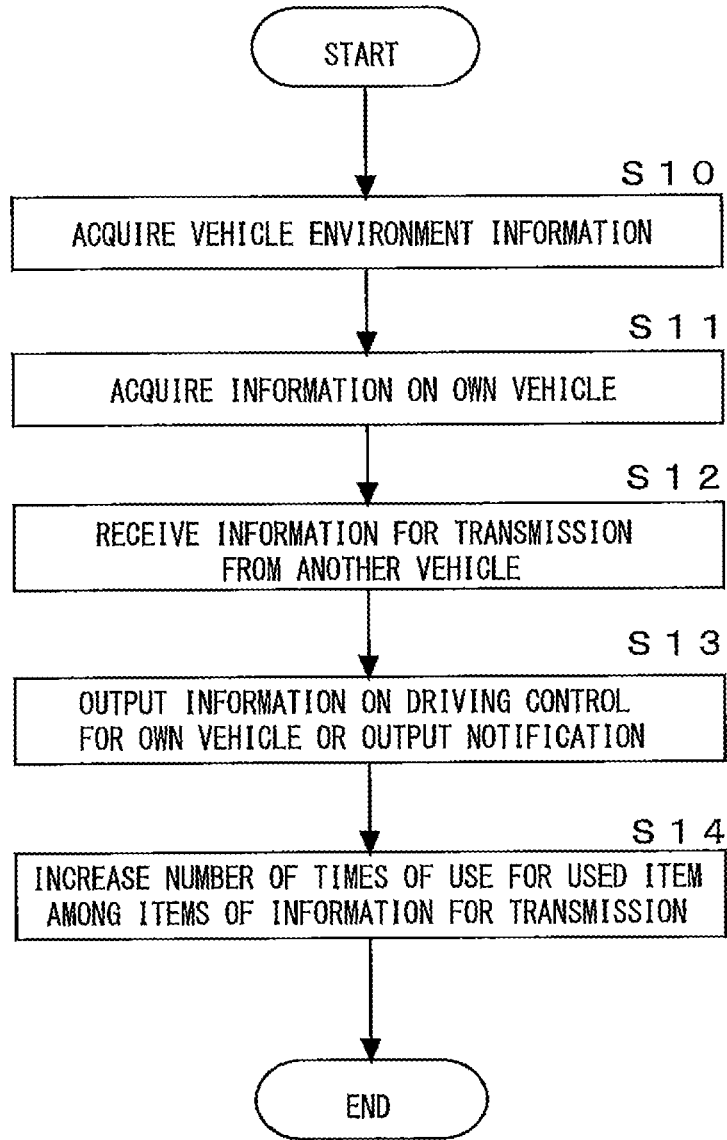 START
S10
ACQUIRE VEHICLE ENVIRONMENT INFORMATION
S11
ACQUIRE INFORMATION ON OWN VEHICLE
S12
RECEIVE INFORMATION FOR TRANSMISSION
FROM ANOTHER VEHICLE
S13
OUTPUT INFORMATION ON DRIVING CONTROL
FOR OWN VEHICLE OR OUTPUT NOTIFICATION
S14
INCREASE NUMBER OF TIMES OF USE FOR USED ITEM
AMONG ITEMS OF INFORMATION FOR TRANSMISSION
END